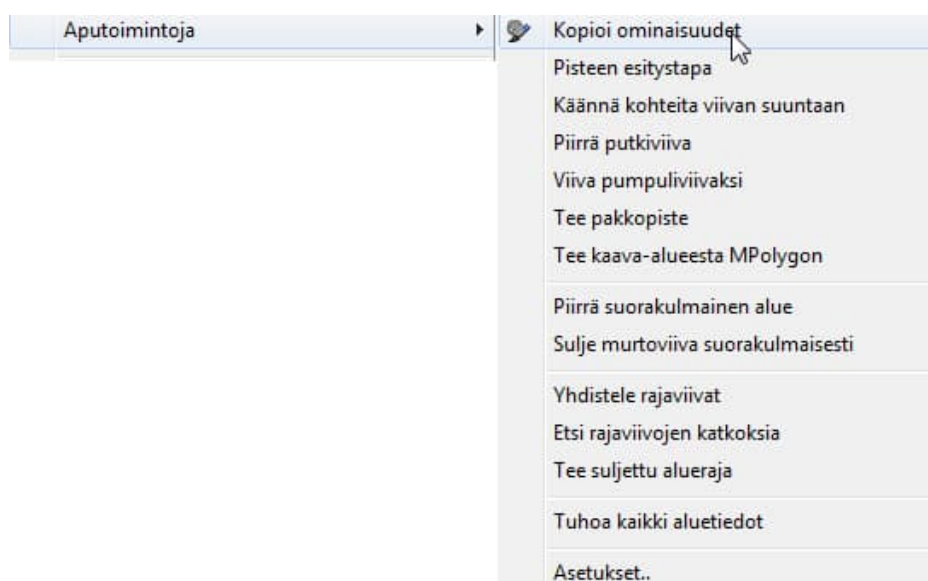 Aputoimintoja
Kopioi ominaisuudet
Pisteen esitystapa
Käännä kohteita viivan suuntaan
Piirrä putkiviiva
Viiva pumpuliviivaksi
Tee pakkopiste
Tee kaava-alueesta MPolygon
Piirrä suorakulmainen alue
Sulje murtoviiva suorakulmaisesti
Yhdistele rajaviivat
Etsi rajaviivojen katkoksia
Tee suljettu alueraja
Tuhoa kaikki aluetiedot
Asetukset..